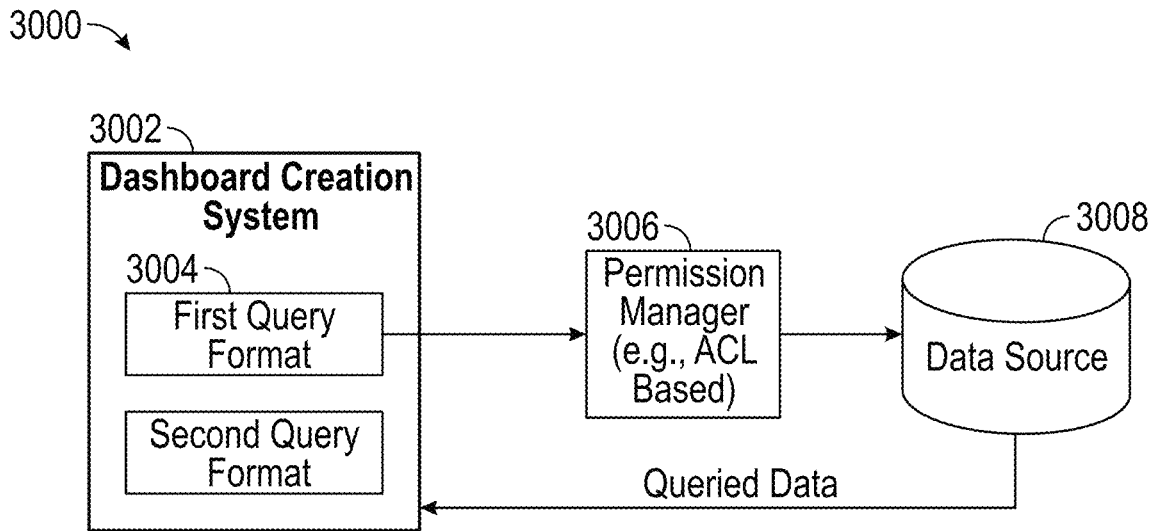 3000
3002
Dashboard Creation
System
3004
First Query
Format
Second Query
Format
3006
Permission
Manager
(e.g., ACL
Based)
3008
Data Source
Queried Data